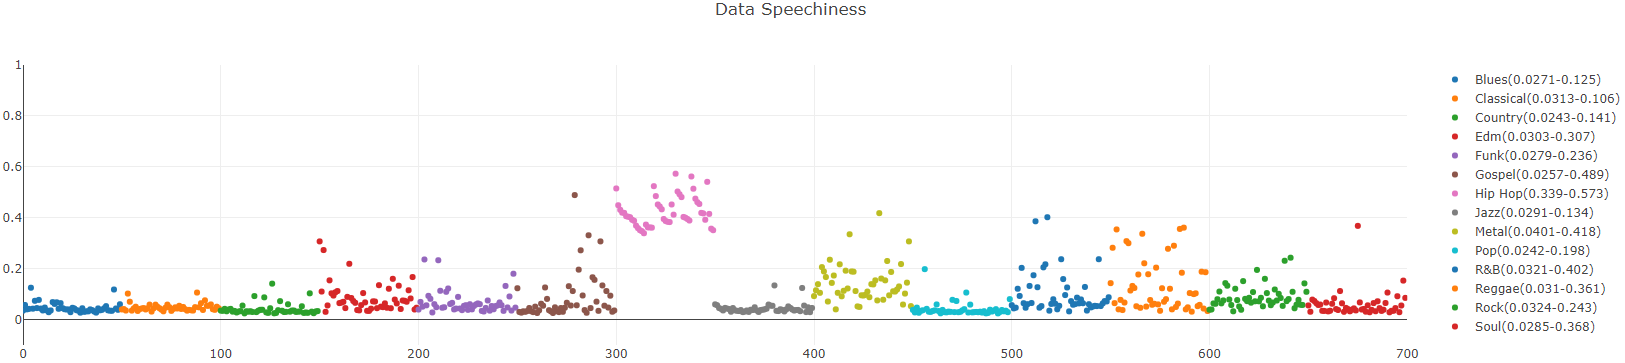 Data Speechiness
1
0.8
0.6
0.4
0.2
0
0 100 200 300 400 500 600 700
Blues(0.0271-0.125)
Classical(0.0313-0.106)
Country(0.0243-0.141)
Edm(0.0303-0.307)
Funk(0.0279-0.236)
Gospel(0.0257-0.489)
Hip Hop(0.339-0.573)
Jazz(0.0291-0.134)
Metal(0.0401-0.418)
Pop(0.0242-0.198)
R&B(0.0321-0.402)
Reggae(0.031-0.361)
Rock(0.0324-0.243)
Soul(0.0285-0.368)